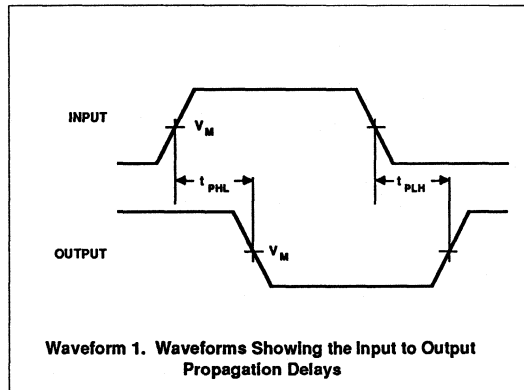 INPUT
VM
tPHL
tPLH
OUTPUT
VM
Waveform 1. Waveforms Showing the Input to Output
Propagation Delays